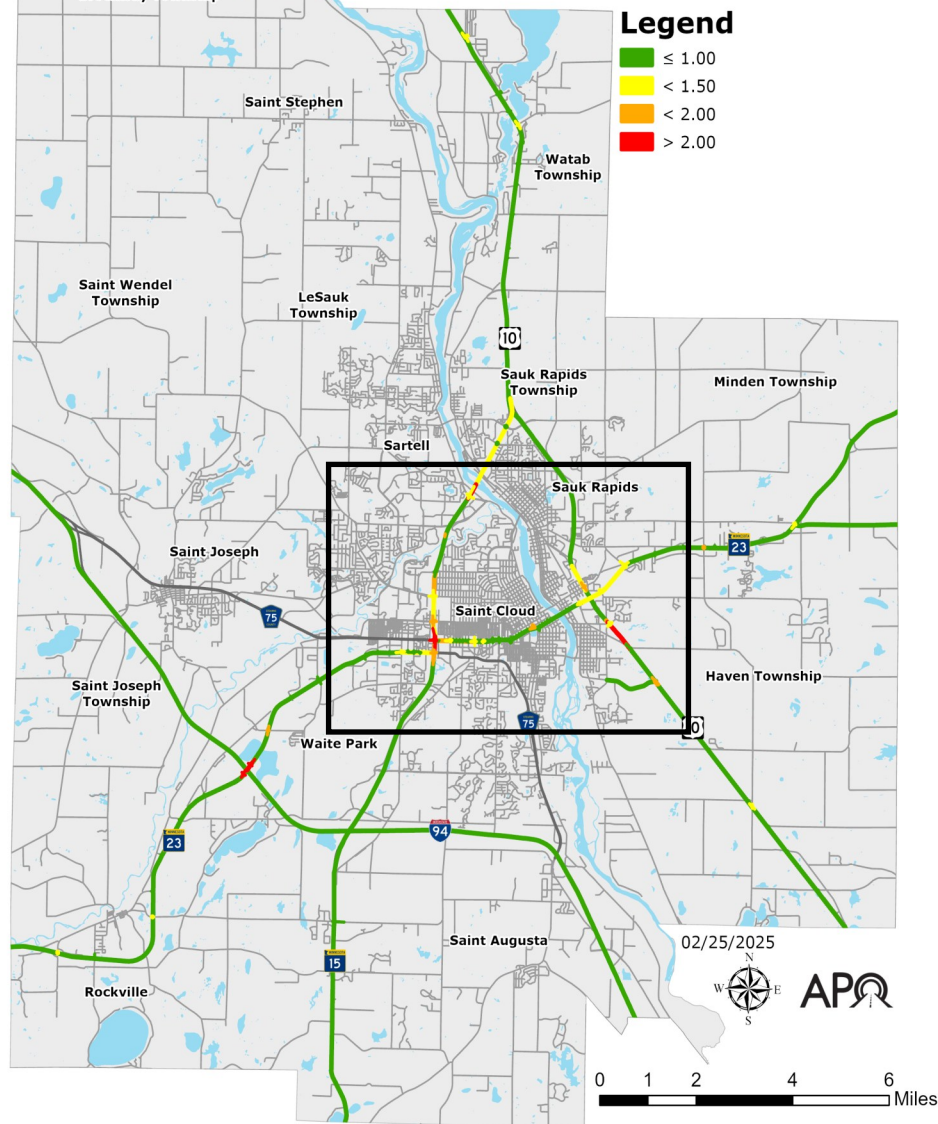 Legend
≤ 1.00
< 1.50
< 2.00
> 2.00
Saint Stephen
Watab
Township
Saint Wendel
Township
LeSauk
Township
10
Sauk Rapids
Township
Minden Township
Sartell
Sauk Rapids
Saint Joseph
23
75
Saint Cloud
Saint Joseph
Township
Haven Township
75
Waite Park
23
94
Saint Augusta
02/25/2025
N
W
E
S
APO
15
Rockville
0 1 2 4 6
Miles